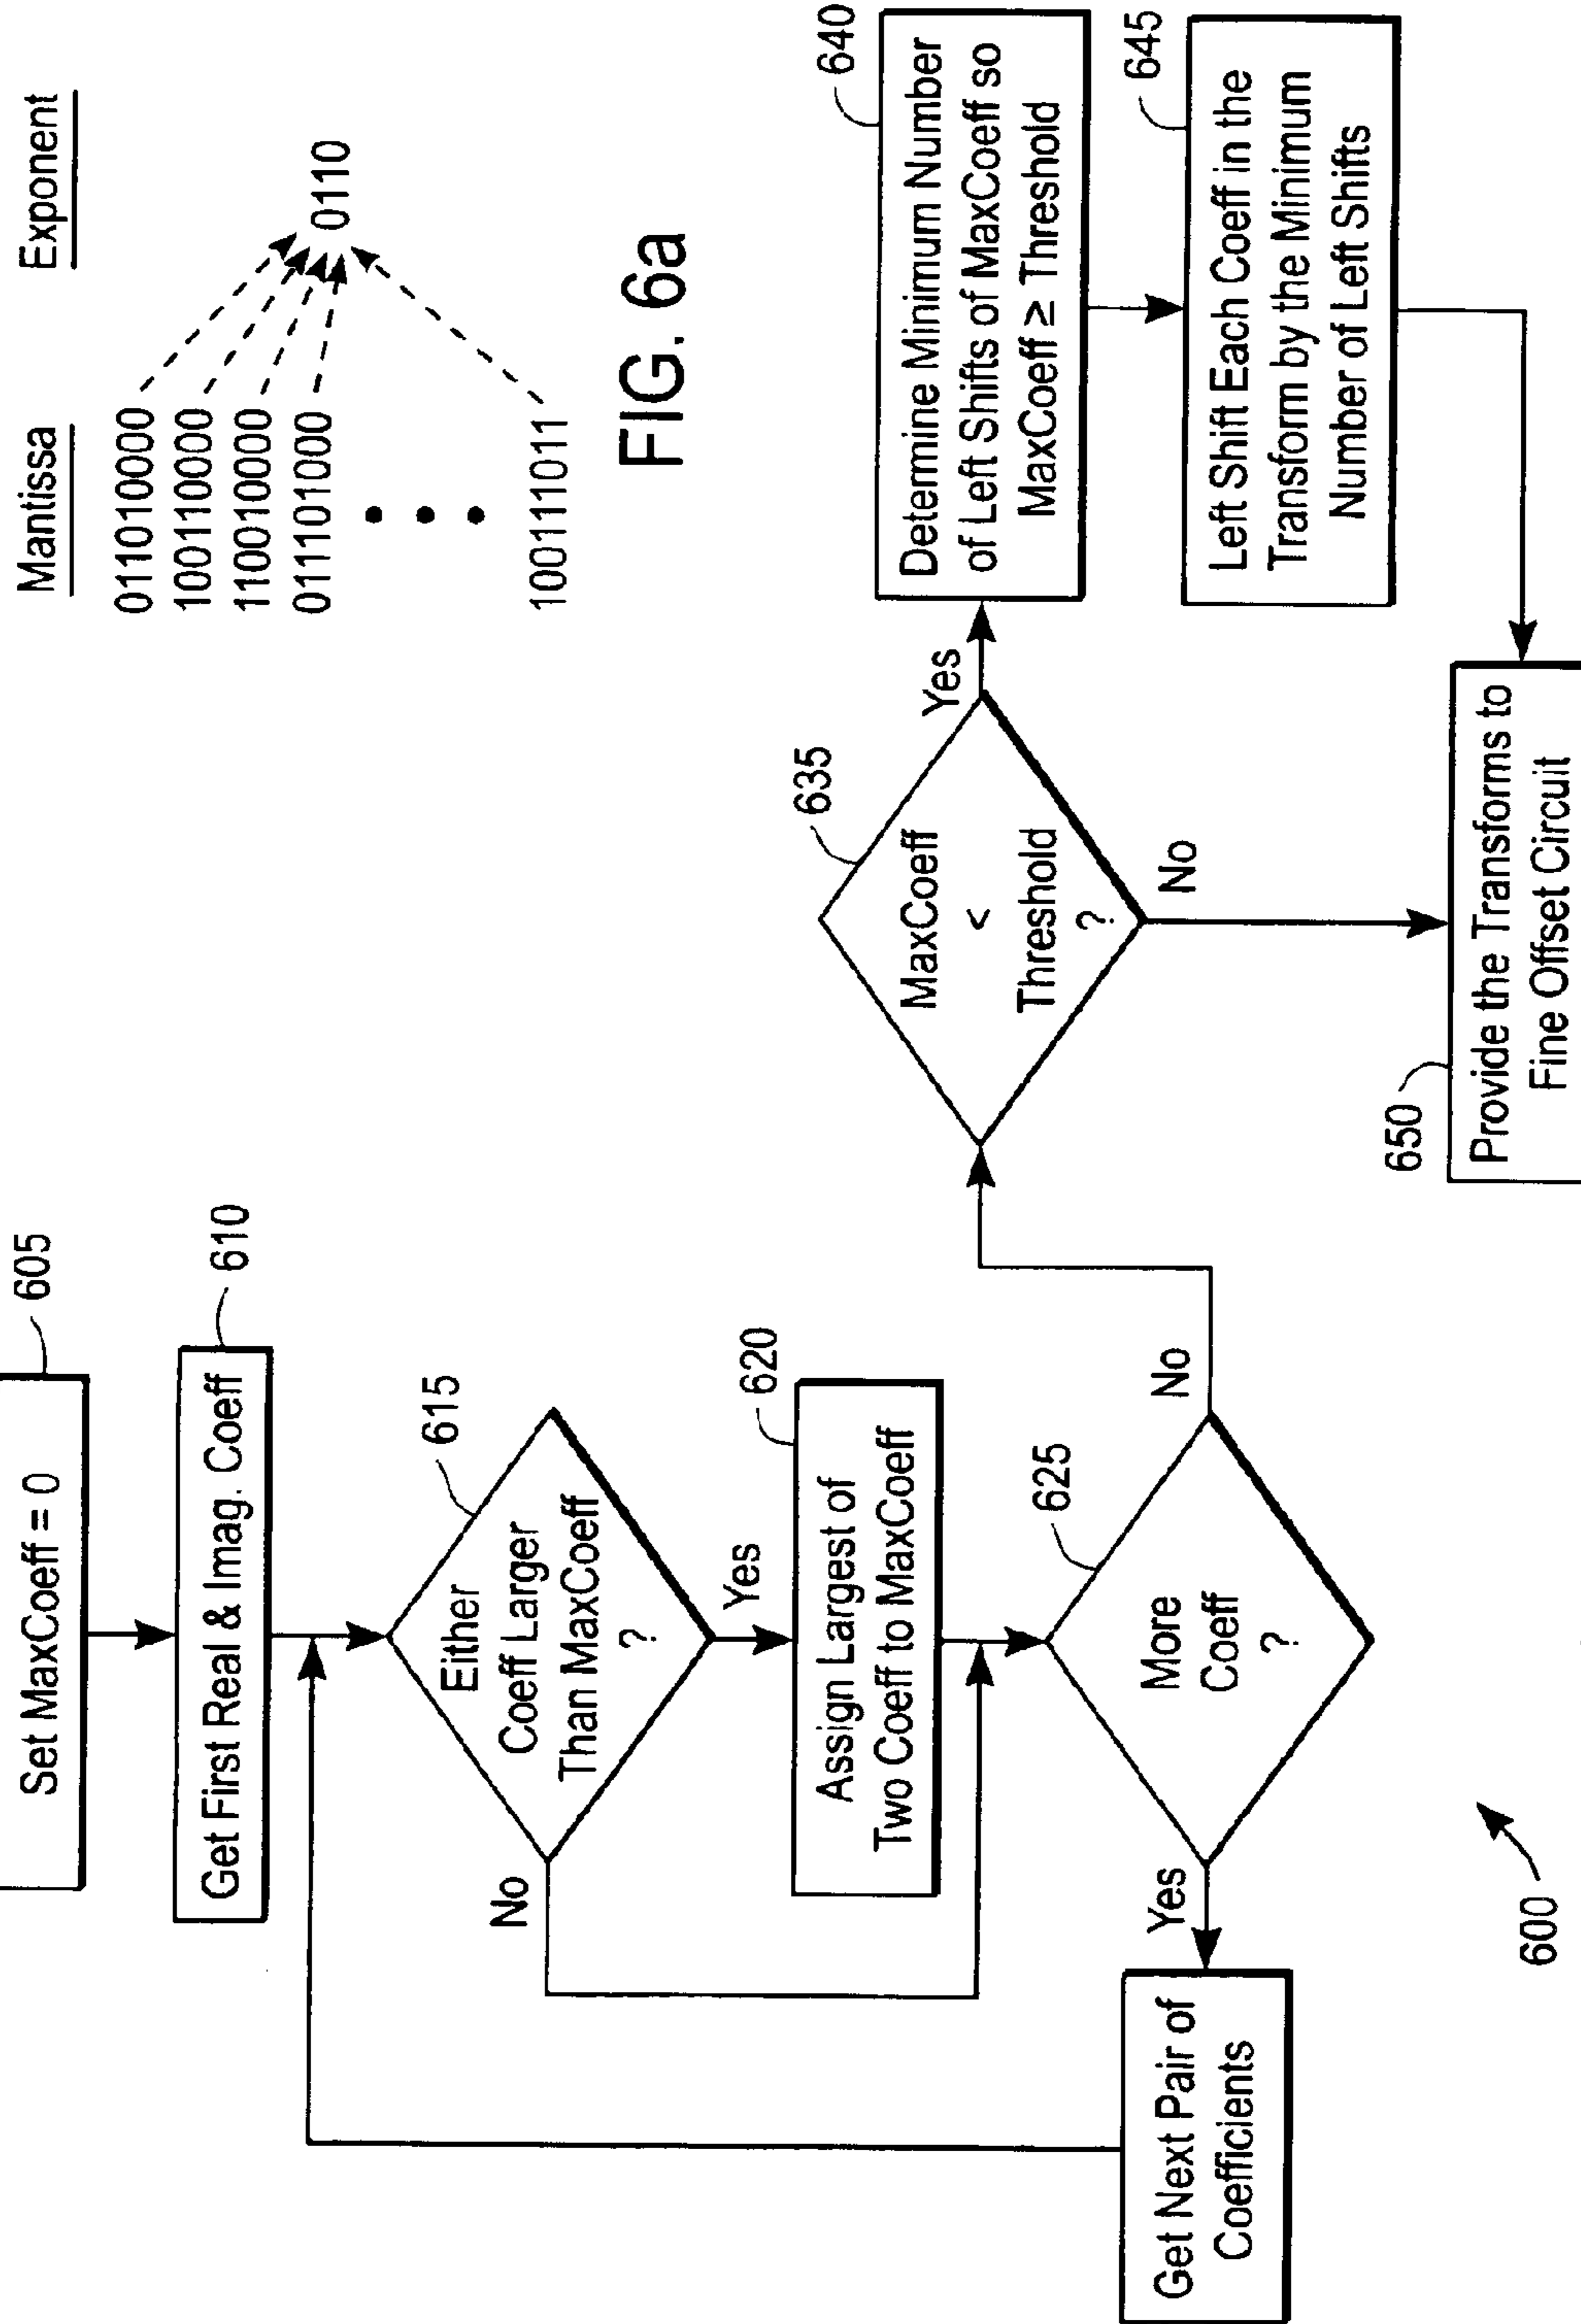 605
Set MaxCoeff = 0
610
Get First Real & Imag. Coeff
615
Either
Coeff Larger
Than MaxCoeff
?
No
Yes
620
Assign Largest of
Two Coeff to MaxCoeff
625
More
Coeff
?
Yes
No
Get Next Pair of
Coefficients
600
Mantissa
Exponent
011010000
100110000
110010000
011101000
100111011
0110
FIG. 6a
635
MaxCoeff
<
Threshold
?
Yes
No
640
Determine Minimum Number
of Left Shifts of MaxCoeff so
MaxCoeff ≥ Threshold
645
Left Shift Each Coeff in the
Transform by the Minimum
Number of Left Shifts
650
Provide the Transforms to
Fine Offset Circuit